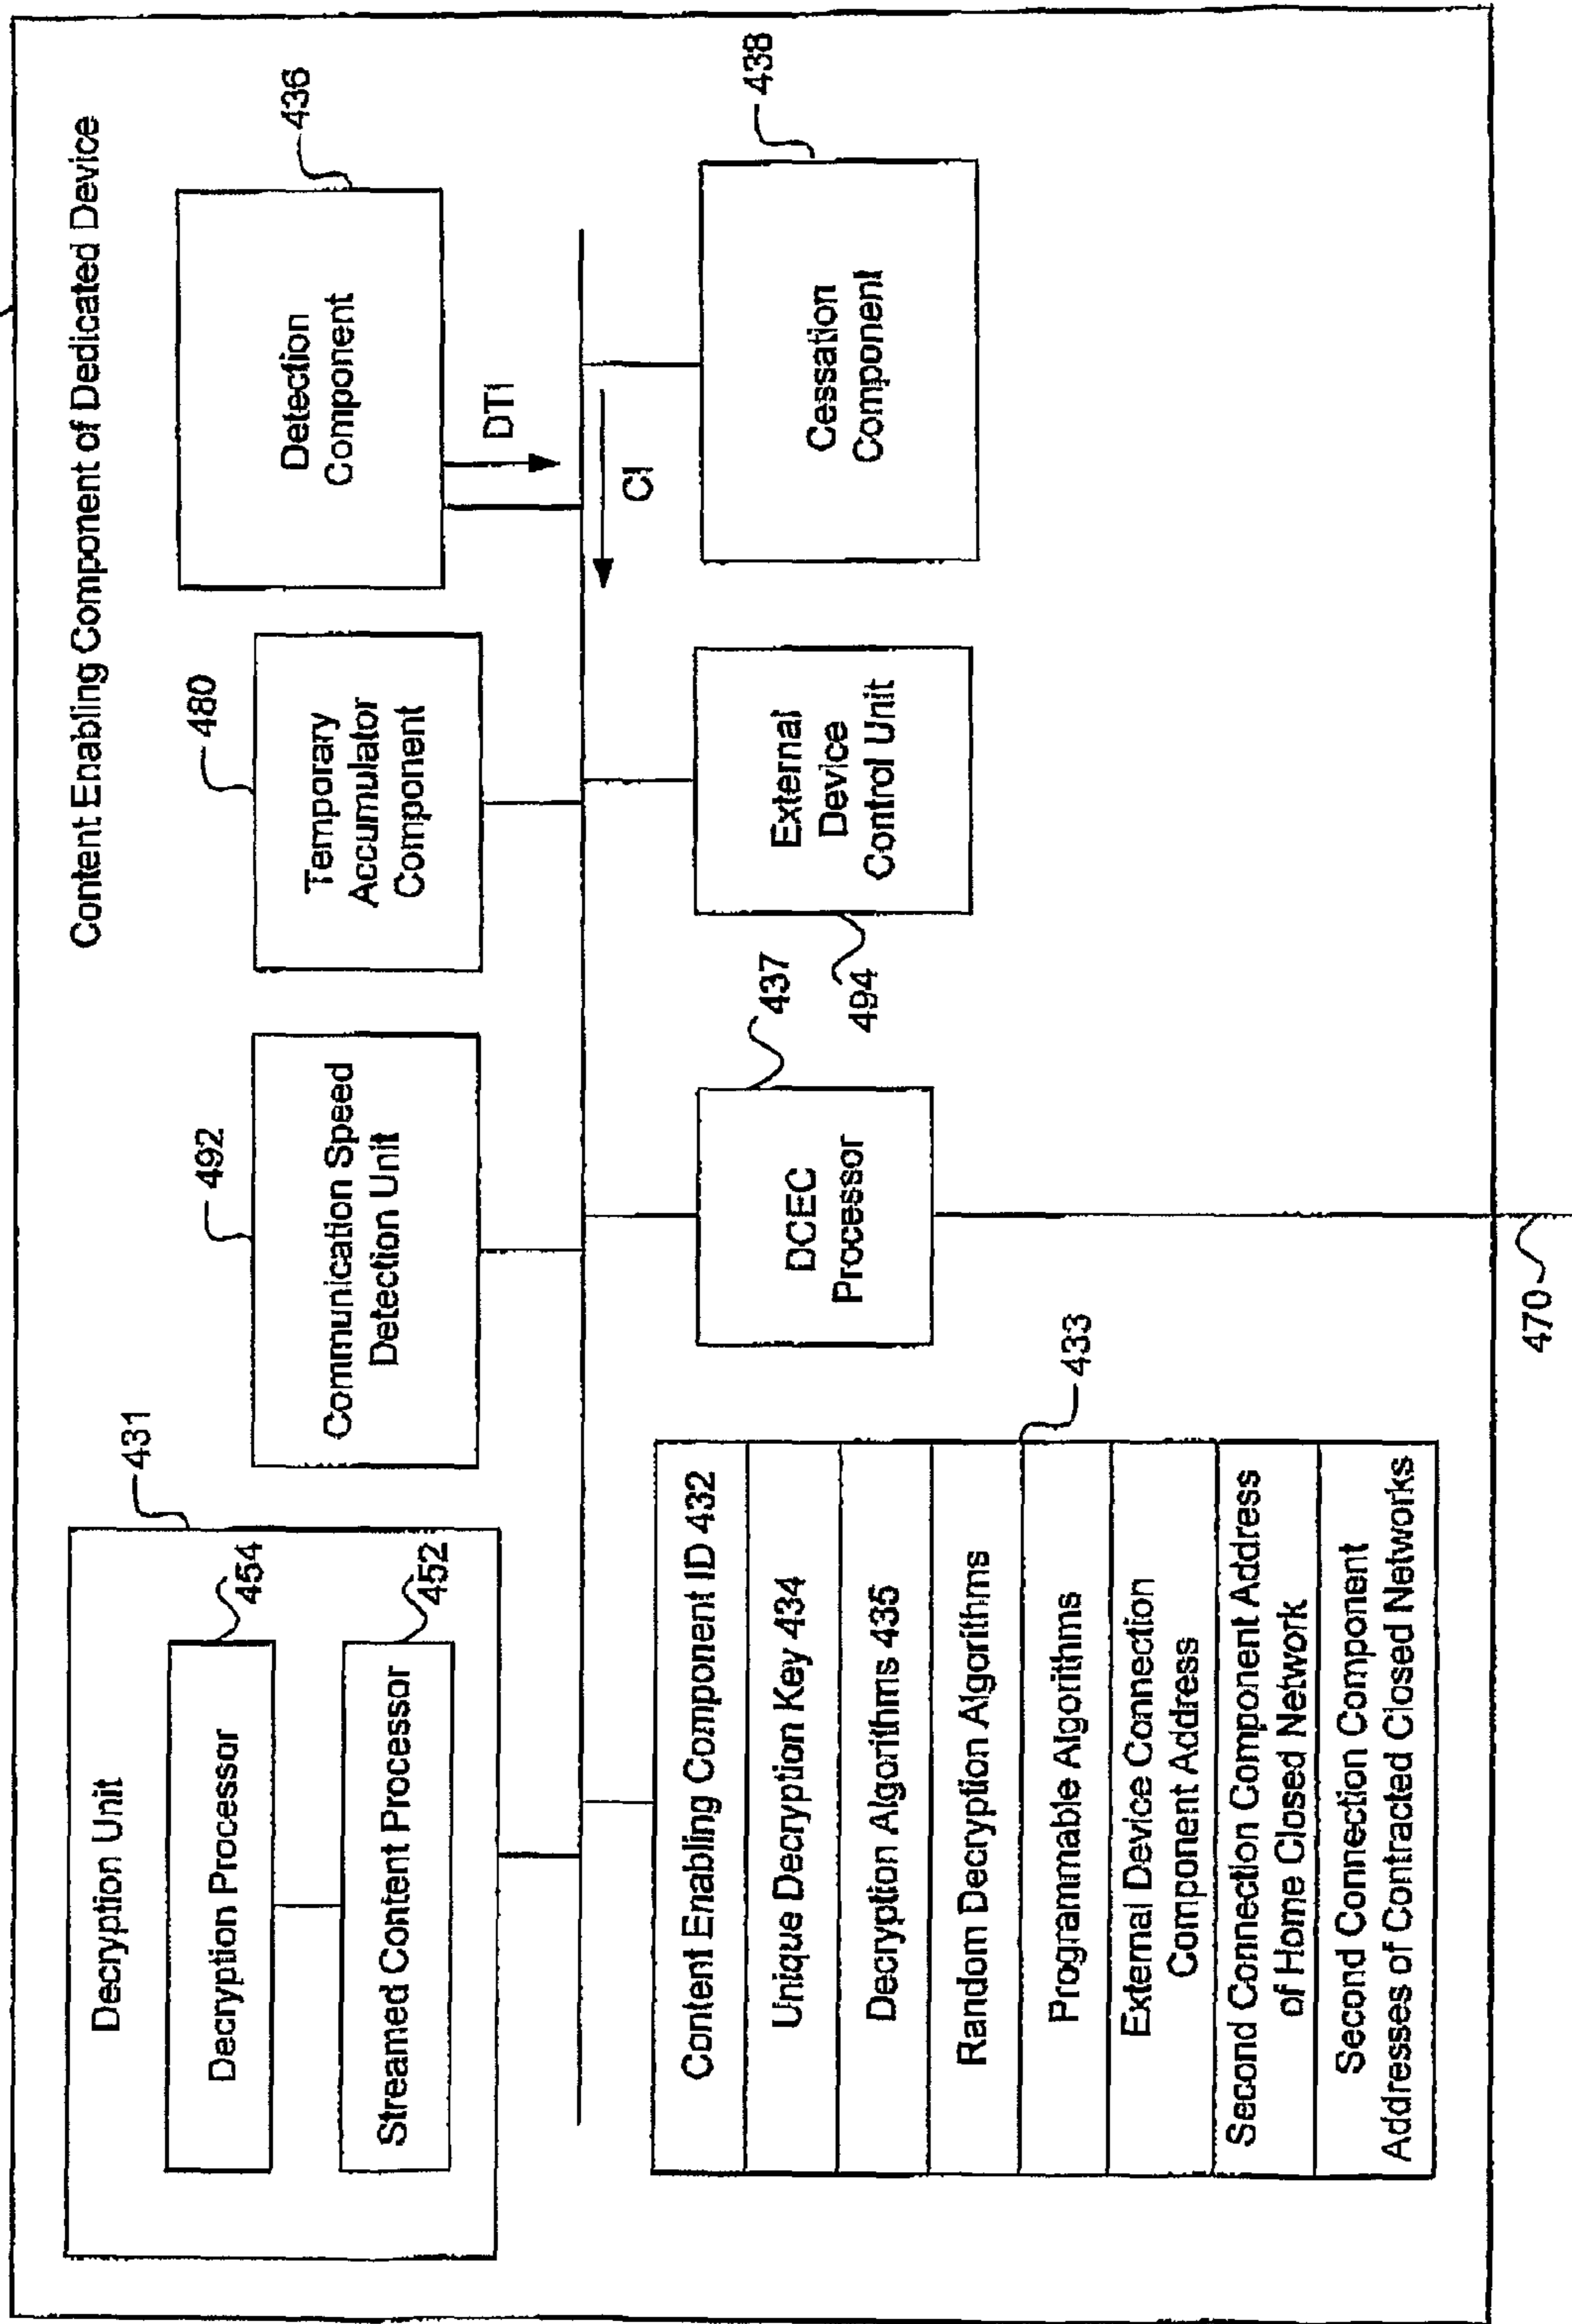 Content Enabling Component of Dedicated Device
Decryption Unit
431
Decryption Processor
454
Streamed Content Processor
452
492
Communication Speed
Detection Unit
480
Temporary
Accumulator
Component
436
Detection
Component
DTI
CI
Content Enabling Component ID 432
Unique Decryption Key 434
Decryption Algorithms 435
Random Decryption Algorithms
Programmable Algorithms
External Device Connection
Component Address
Second Connection Component Address
of Home Closed Network
Second Connection Component
Addresses of Contracted Closed Networks
433
DCEC
Processor
437
External
Device
Control Unit
494
Cessation
Component
438
470